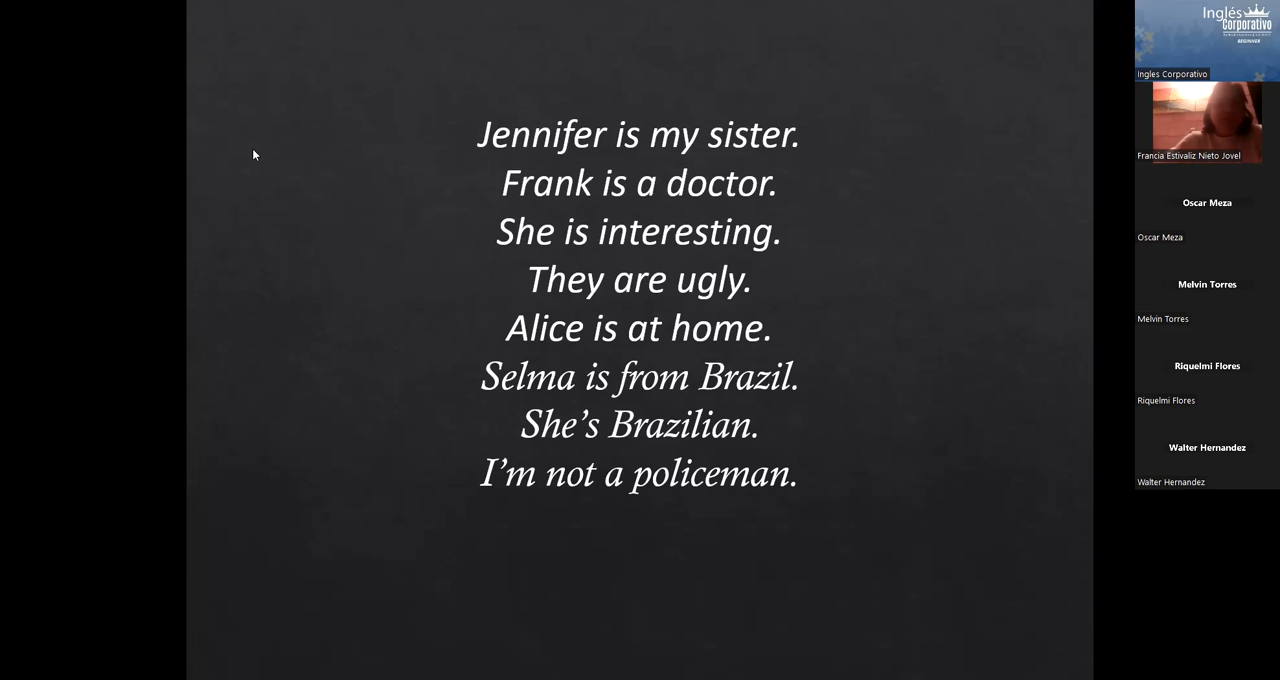 Jennifer is my sister.
Frank is a doctor.
She is interesting.
They are ugly.
Alice is at home.
Selma is from Brazil.
She’s Brazilian.
I’m not a policeman.
Inglés
Corporativo
BEGINNER
Ingles Corporativo
Francia Estivaliz Nieto Jovel
Oscar Meza
Oscar Meza
Melvin Torres
Melvin Torres
Riquelmi Flores
Riquelmi Flores
Walter Hernandez
Walter Hernandez